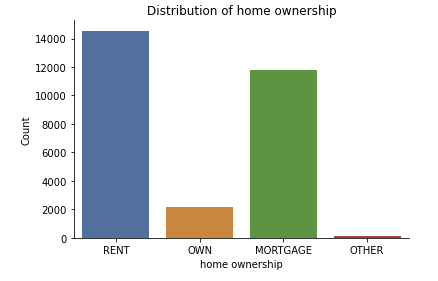 Distribution of home ownership
14000
12000
10000
8000
6000
4000
2000
0
Count
RENT OWN MORTGAGE OTHER
home ownership